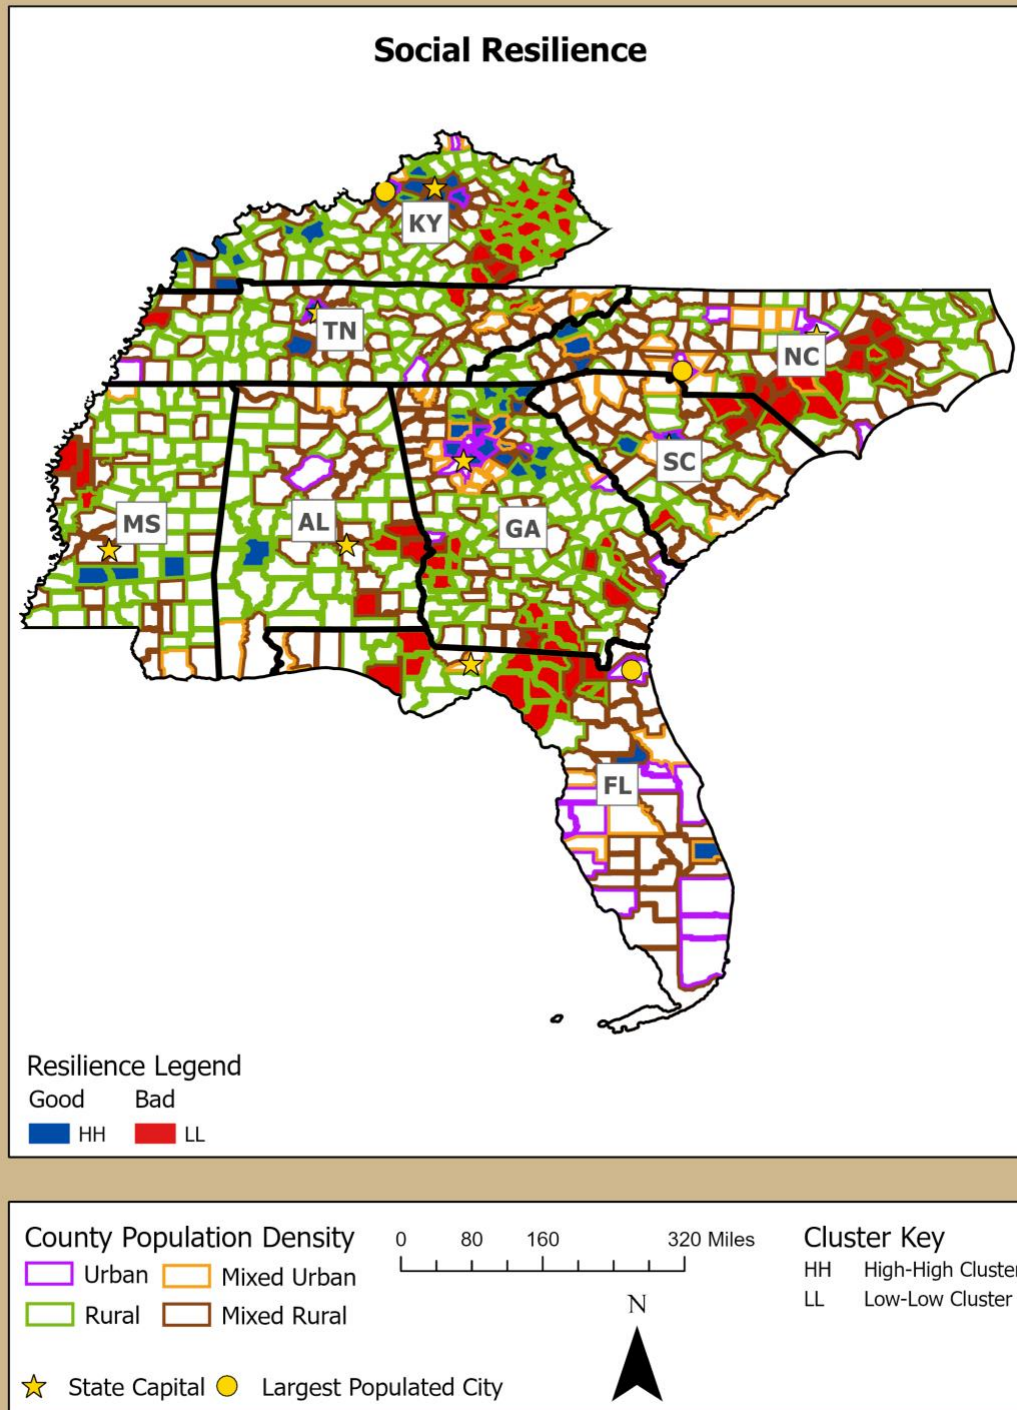 Social Resilience
KY
TN
NC
SC
MS
AL
GA
FL
Resilience Legend
Good Bad
HH LL
County Population Density
Urban Mixed Urban
Rural Mixed Rural
State Capital Largest Populated City
0 80 160 320 Miles
N
Cluster Key
HH High-High Cluster
LL Low-Low Cluster